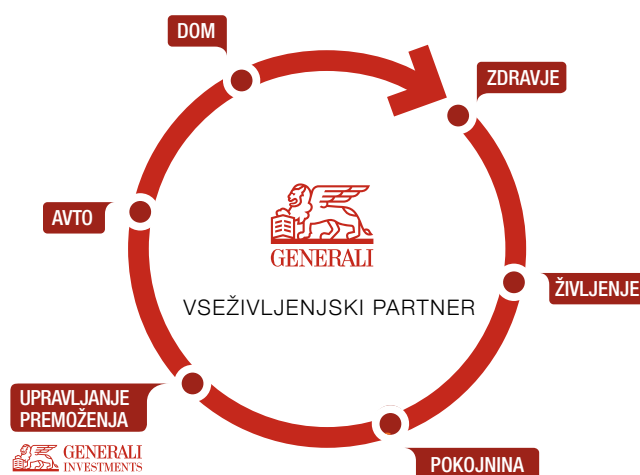 DOM
ZDRAVJE
AVTO
GENERALI
VSEŽIVLJENJSKI PARTNER
ŽIVLJENJE
UPRAVLJANJE
PREMOŽENJA
GENERALI
INVESTMENTS
POKOJNINA